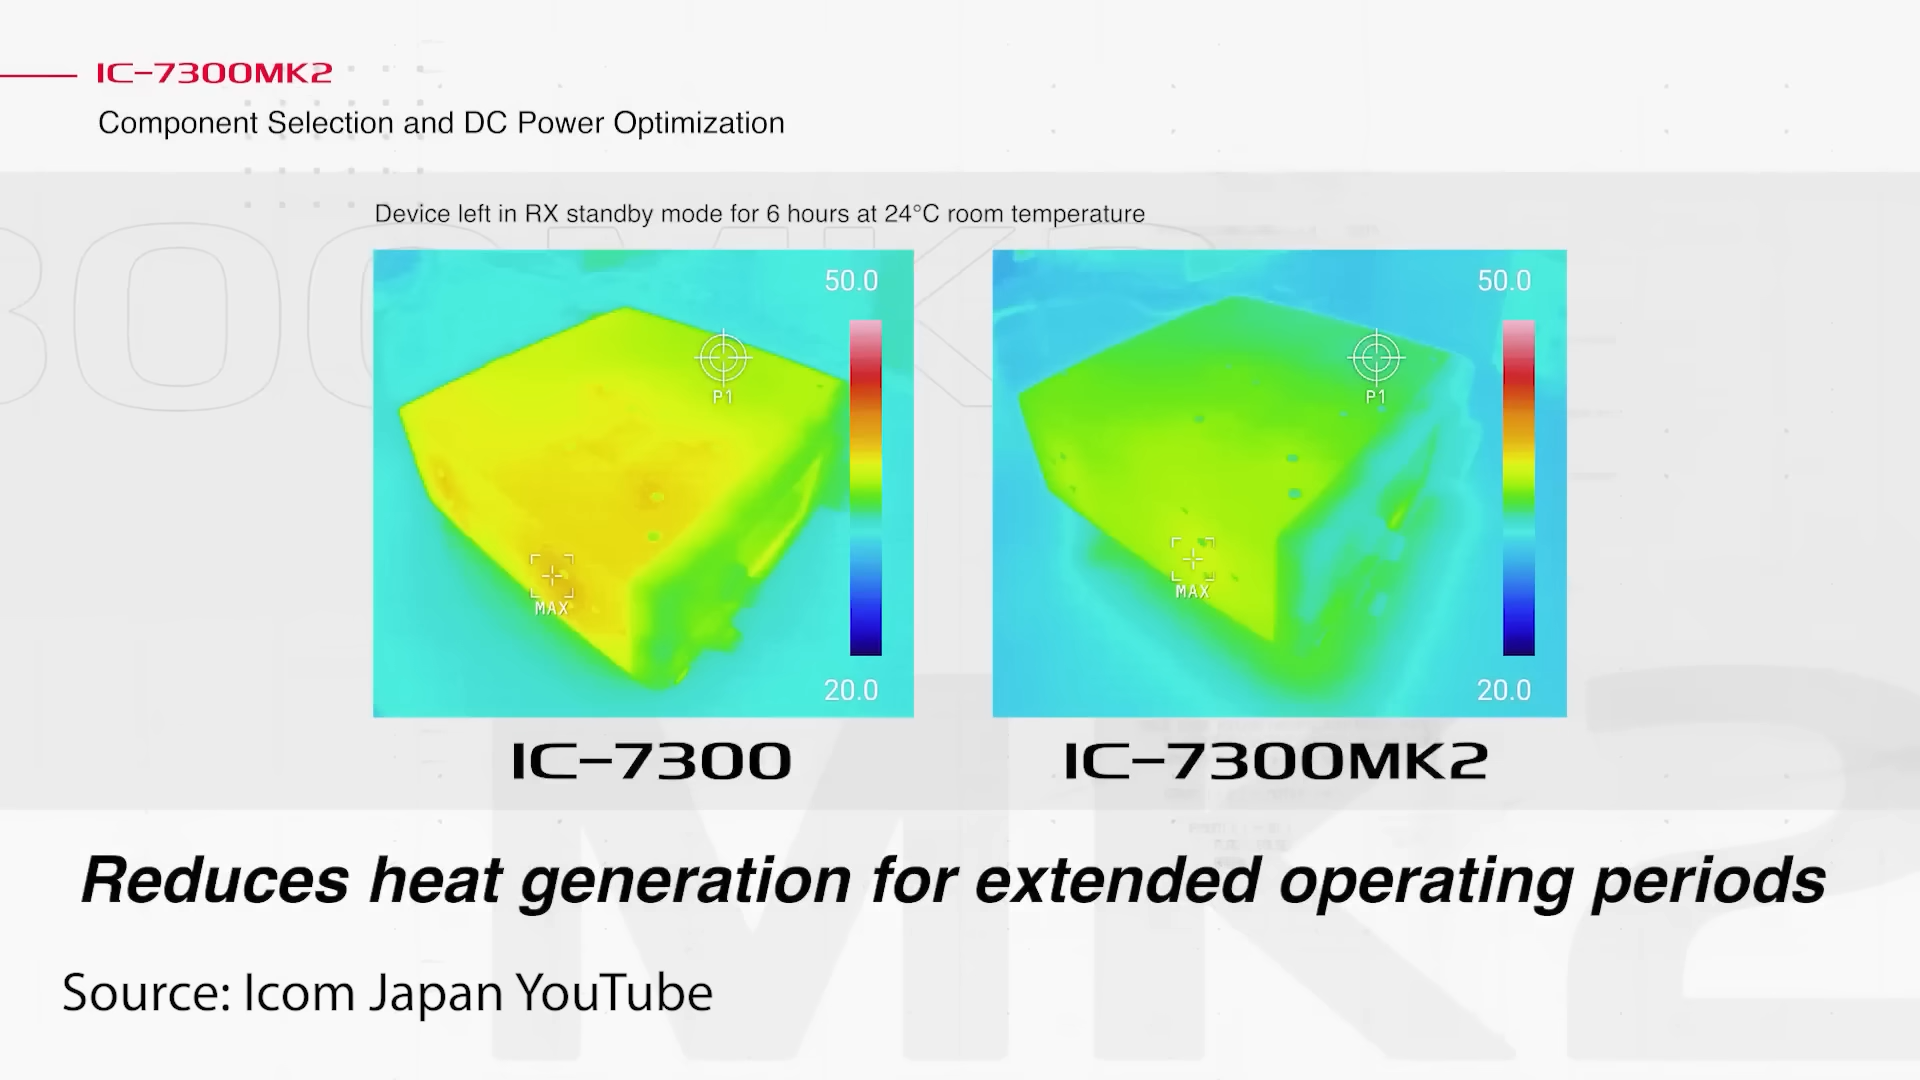 IC-7300MK2
Component Selection and DC Power Optimization
Device left in RX standby mode for 6 hours at 24°C room temperature
50.0
P1
MAX
20.0
50.0
P1
MAX
20.0
IC-7300
IC-7300MK2
Reduces heat generation for extended operating periods
Source: Icom Japan YouTube